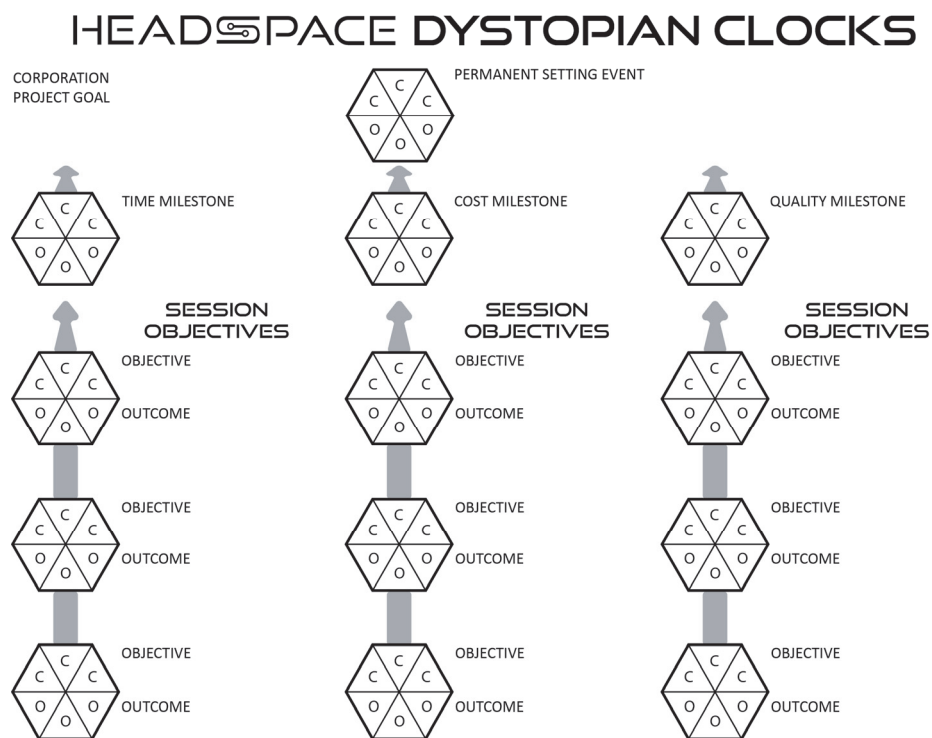 HEADSPACE DYSTOPIAN CLOCKS
CORPORATION
PROJECT GOAL
C
C C
O O
O
PERMANENT SETTING EVENT
C
C C
O O
O
TIME MILESTONE
C
C C
O O
O
COST MILESTONE
C
C C
O O
O
QUALITY MILESTONE
SESSION
OBJECTIVES
SESSION
OBJECTIVES
SESSION
OBJECTIVES
C
C C
O O
O
OBJECTIVE
OUTCOME
C
C C
O O
O
OBJECTIVE
OUTCOME
C
C C
O O
O
OBJECTIVE
OUTCOME
C
C C
O O
O
OBJECTIVE
OUTCOME
C
C C
O O
O
OBJECTIVE
OUTCOME
C
C C
O O
O
OBJECTIVE
OUTCOME
C
C C
O O
O
OBJECTIVE
OUTCOME
C
C C
O O
O
OBJECTIVE
OUTCOME
C
C C
O O
O
OBJECTIVE
OUTCOME
C
C C
O O
O